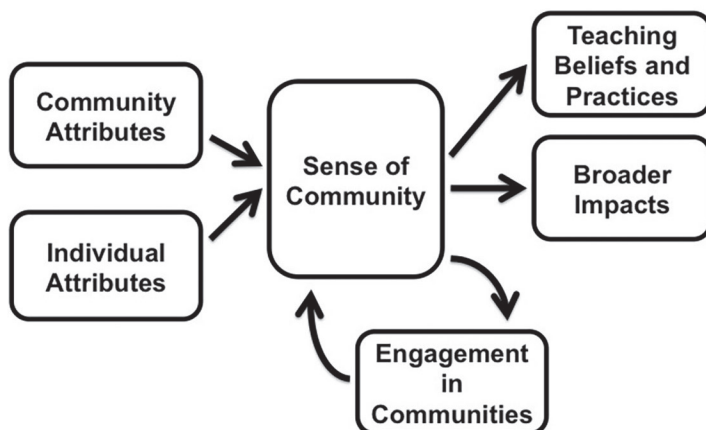 Community
Attributes
Individual
Attributes
Sense of
Community
Teaching
Beliefs and
Practices
Broader
Impacts
Engagement
in
Communities